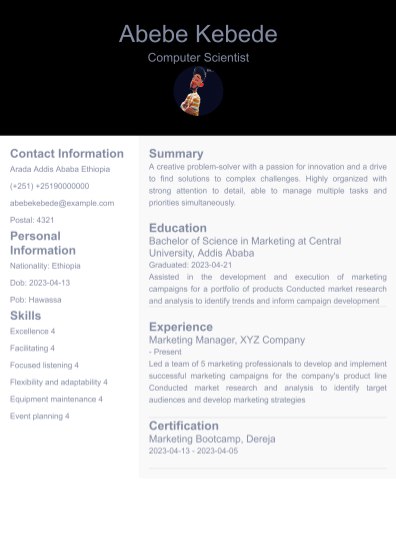 Abebe Kebede
Computer Scientist
Contact Information
Arada Addis Ababa Ethiopia
(+251) +25190000000
abebekebede@example.com
Postal: 4321
Personal
Information
Nationality: Ethiopia
Dob: 2023-04-13
Pob: Hawassa
Skills
Excellence 4
Facilitating 4
Focused listening 4
Flexibility and adaptability 4
Equipment maintenance 4
Event planning 4
Summary
A creative problem-solver with a passion for innovation and a drive
to find solutions to complex challenges. Highly organized with
strong attention to detail, able to manage multiple tasks and
priorities simultaneously.
Education
Bachelor of Science in Marketing at Central
University, Addis Ababa
Graduated: 2023-04-21
Assisted in the development and execution of marketing
campaigns for a portfolio of products Conducted market research
and analysis to identify trends and inform campaign development
Experience
Marketing Manager, XYZ Company
- Present
Led a team of 5 marketing professionals to develop and implement
successful marketing campaigns for the company's product line
Conducted market research and analysis to identify target
audiences and develop marketing strategies
Certification
Marketing Bootcamp, Dereja
2023-04-13 - 2023-04-05